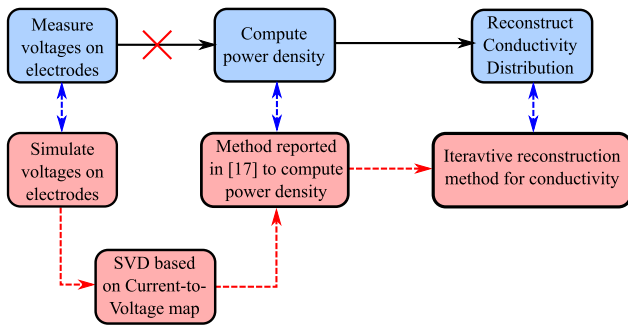 Measure
voltages on
electrodes
Compute
power density
Reconstruct
Conductivity
Distribution
Simulate
voltages on
electrodes
Method reported
in [17] to compute
power density
Iteravtive reconstruction
method for conductivity
SVD based
on Current-to-
Voltage map